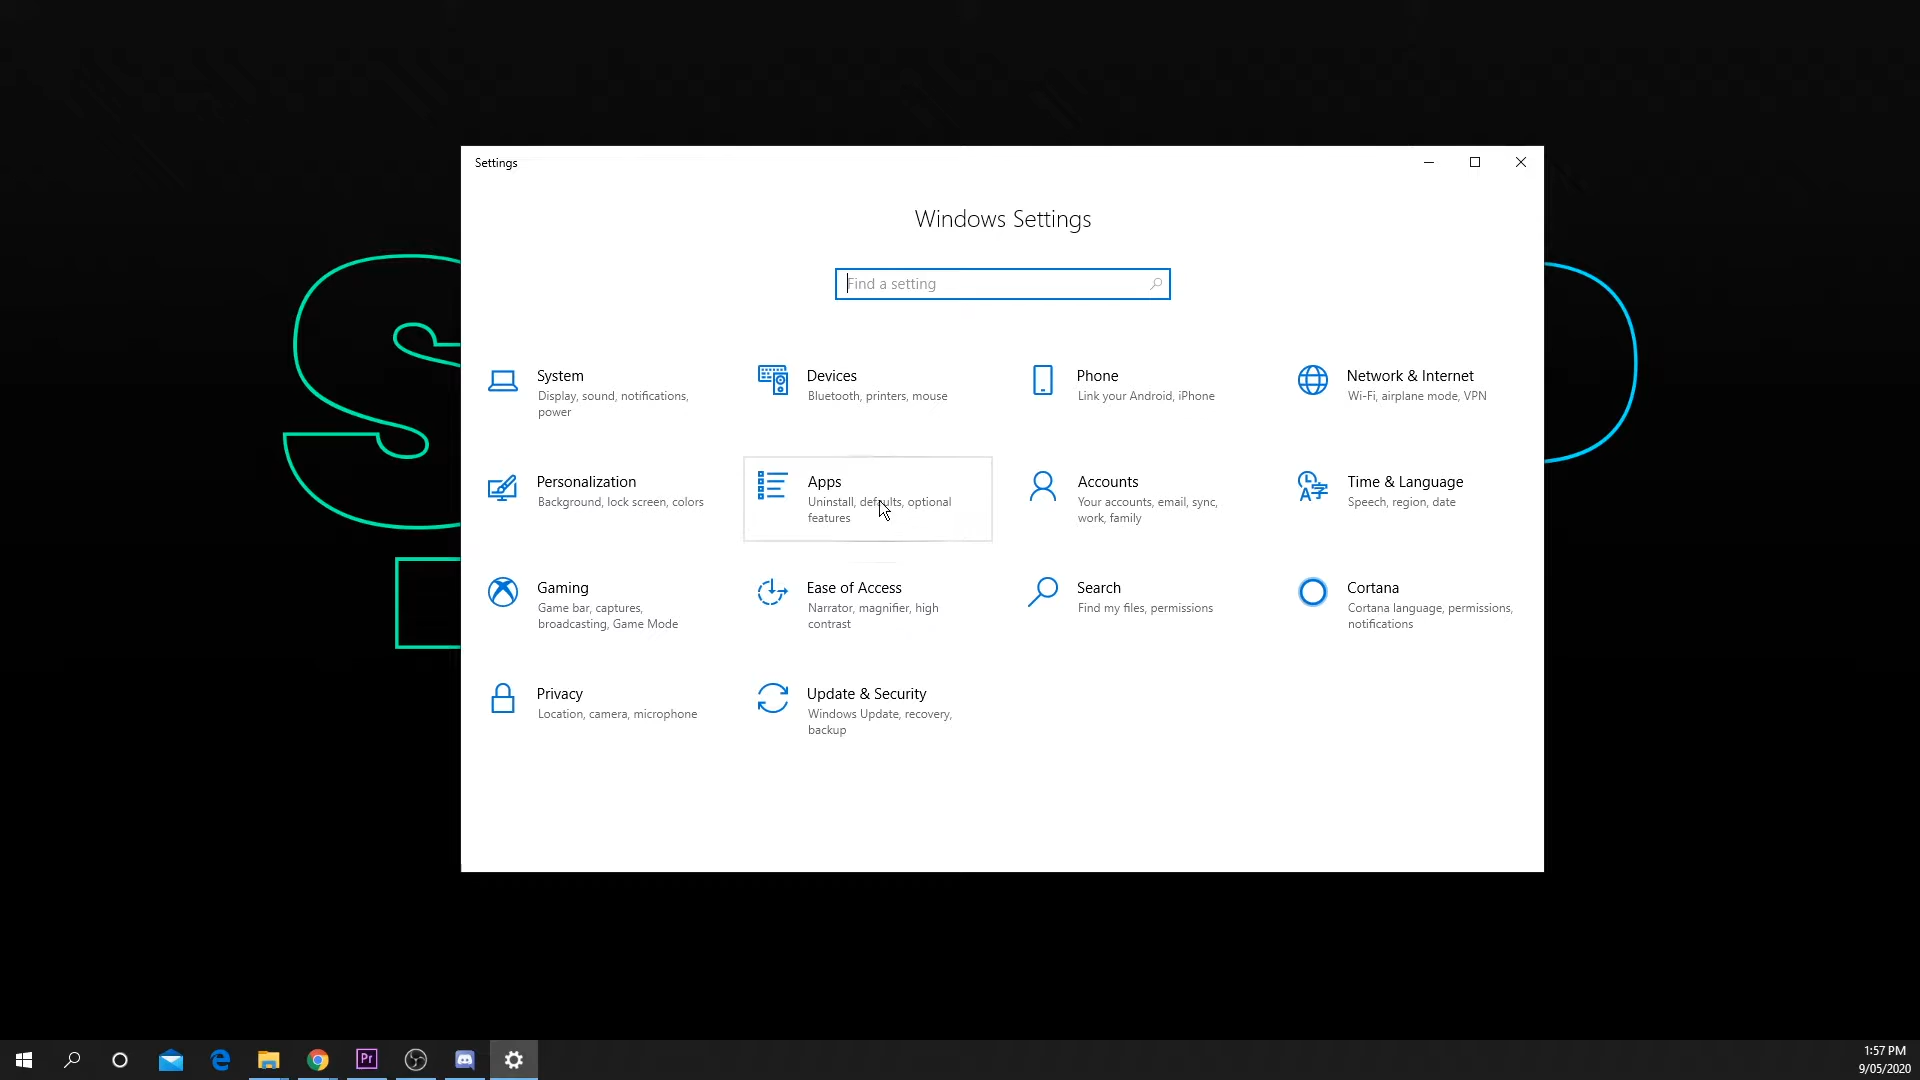 Settings
Windows Settings
Find a setting
System
Display, sound, notifications,
power
Devices
Bluetooth, printers, mouse
Phone
Link your Android, iPhone
Network & Internet
Wi-Fi, airplane mode, VPN
Personalization
Background, lock screen, colors
Apps
Uninstall, defaults, optional
features
Accounts
Your accounts, email, sync,
work, family
Time & Language
Speech, region, date
Gaming
Game bar, captures,
broadcasting, Game Mode
Ease of Access
Narrator, magnifier, high
contrast
Search
Find my files, permissions
Cortana
Cortana language, permissions,
notifications
Privacy
Location, camera, microphone
Update & Security
Windows Update, recovery,
backup
S
Pr
1:57 PM
9/05/2020